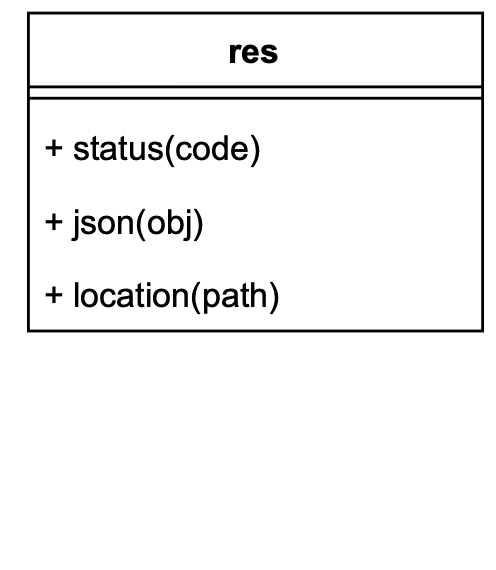 res
+ status(code)
+ json(obj)
+ location(path)